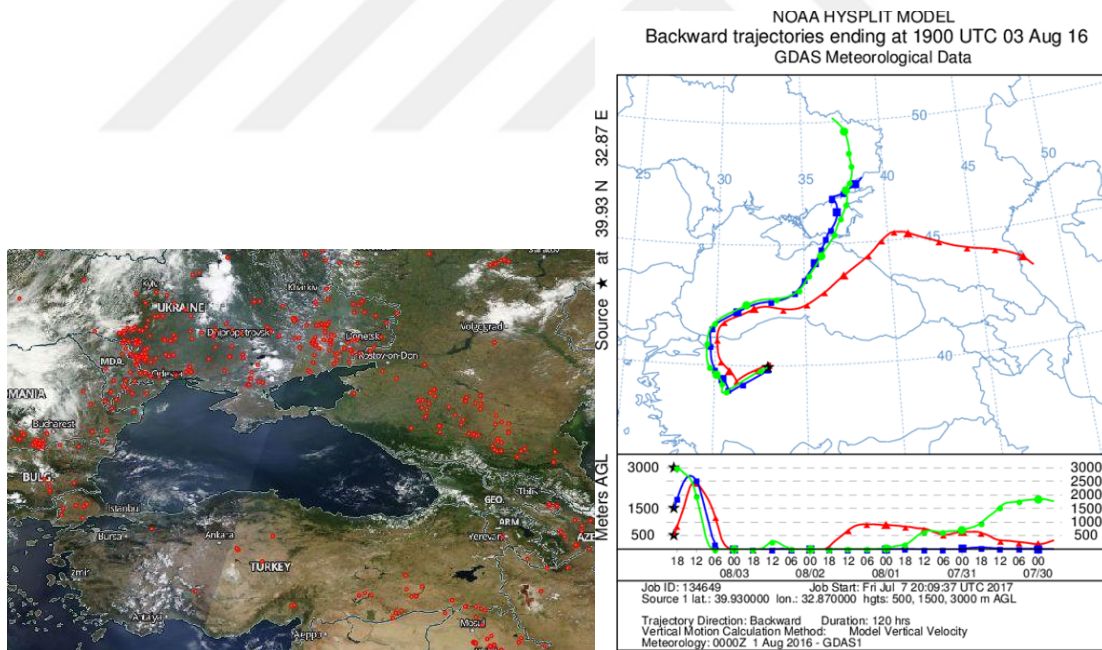 NOAA HYSPLIT MODEL
Backward trajectories ending at 1900 UTC 03 Aug 16
GDAS Meteorological Data
Source ★ at 39.93 N 32.87 E
50
50
45
40
25
30
35
45
40
30
35
40
45
Meters AGL
3000
1500
500
3000
2500
2000
1500
1000
500
18 12 06 00 18 12 06 00 18 12 06 00 18 12 06 00 18 12 06 00
08/03 08/02 08/01 07/31 07/30
Job ID: 134649 Job Start: Fri Jul 7 20:09:37 UTC 2017
Source 1 lat.: 39.930000 lon.: 32.870000 hgts: 500, 1500, 3000 m AGL
Trajectory Direction: Backward Duration: 120 hrs
Vertical Motion Calculation Method: Model Vertical Velocity
Meteorology: 0000Z 1 Aug 2016 - GDAS1
Kyiv
Kharkiv
UKRAINE
Dnipropetrovsk
Donetsk
Volgograd
MDA.
Rostov-on-Don
Odesa
MANIA
Bucharest
BULG.
Istanbul
GEO.
Tbilis
ARM.
Bursa
Ankara
Yerevan
AZE
TURKEY
Mosul